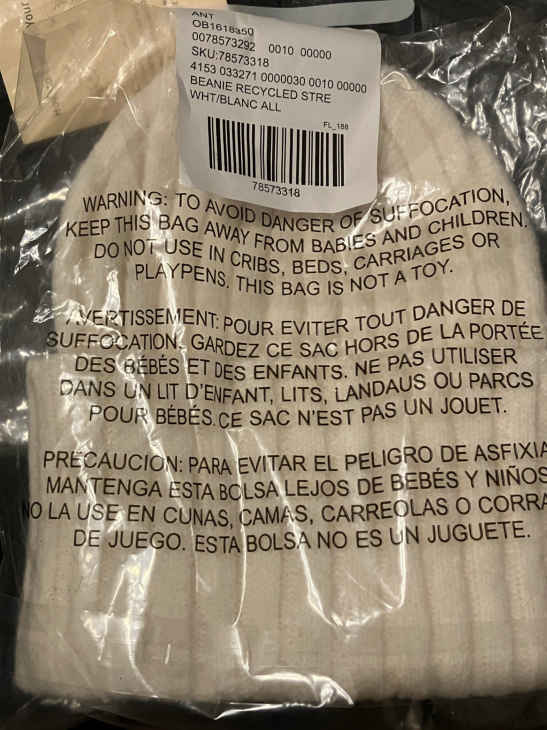 your
ANT
OB1618350
0078573292 0010 00000
SKU:78573318
4153 033271 0000030 0010 00000
BEANIE RECYCLED STRE
WHT/BLANC ALL
FL_188
78573318
WARNING: TO AVOID DANGER OF SUFFOCATION,
KEEP THIS BAG AWAY FROM BABIES AND CHILDREN.
DO NOT USE IN CRIBS, BEDS, CARRIAGES OR
PLAYPENS. THIS BAG IS NOT A TOY.
AVERTISSEMENT: POUR EVITER TOUT DANGER DE
SUFFOCATION, GARDEZ CE SAC HORS DE LA PORTÉE
DES BÉBÉS ET DES ENFANTS. NE PAS UTILISER
DANS UN LIT D'ENFANT, LITS, LANDAUS OU PARCS
POUR BÉBÉS. CE SAC N'EST PAS UN JOUET.
PRECAUCION: PARA EVITAR EL PELIGRO DE ASFIXIA
MANTENGA ESTA BOLSA LEJOS DE BEBÉS Y NIÑOS
NO LA USE EN CUNAS, CAMAS, CARREOLAS O CORRA
DE JUEGO. ESTA BOLSA NO ES UN JUGUETE.